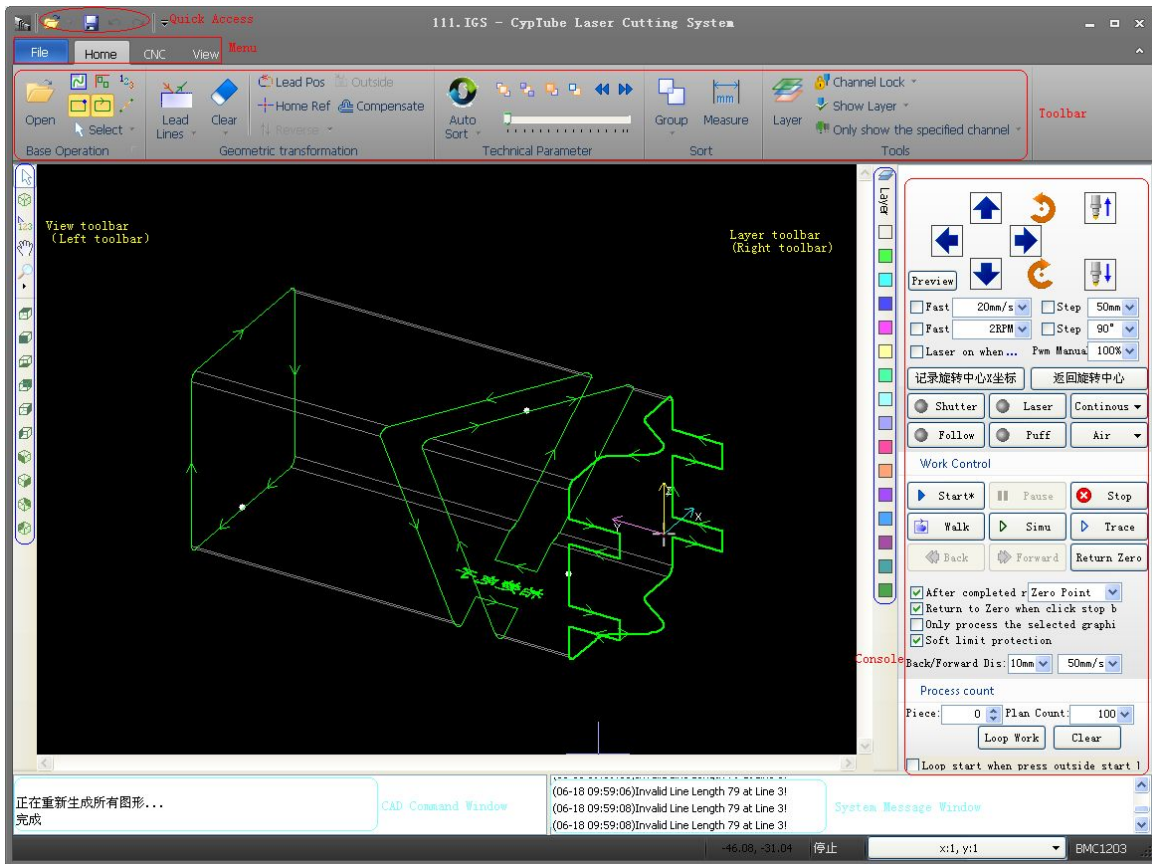 Quick Access
111.IGS - CypTube Laser Cutting System
File
Home
CNC
View
Menu
Open
Select
Base Operation
Lead Lines
Clear
Lead Pos
Outside
Home Ref
Compensate
Reverse
Geometric transformation
Auto Sort
Technical Parameter
Group
Measure
mm
Sort
Layer
Channel Lock
Show Layer
Only show the specified channel
Tools
Toolbar
123
View toolbar
(Left toolbar)
Layer toolbar
(Right toolbar)
Layer
Z
X
Y
Preview
Fast 20mm/s Step 50mm
Fast 2RPM Step 90°
Laser on when... Pwm Manua 100%
记录旋转中心X坐标 返回旋转中心
Shutter Laser Continous
Follow Puff Air
Work Control
Start* Pause Stop
Walk Simu Trace
Back Forward Return Zero
After completed r Zero Point
Return to Zero when click stop b
Only process the selected graphi
Soft limit protection
Console
Back/Forward Dis: 10mm 50mm/s
Process count
Piece: 0 Plan Count: 100
Loop Work Clear
Loop start when press outside start l
正在重新生成所有图形...
完成
CAD Command Window
(06-18 09:59:06)Invalid Line Length 79 at Line 3!
(06-18 09:59:08)Invalid Line Length 79 at Line 3!
(06-18 09:59:08)Invalid Line Length 79 at Line 3!
System Message Window
-46.08, -31.04 停止 x:1, y:1 BMC1203